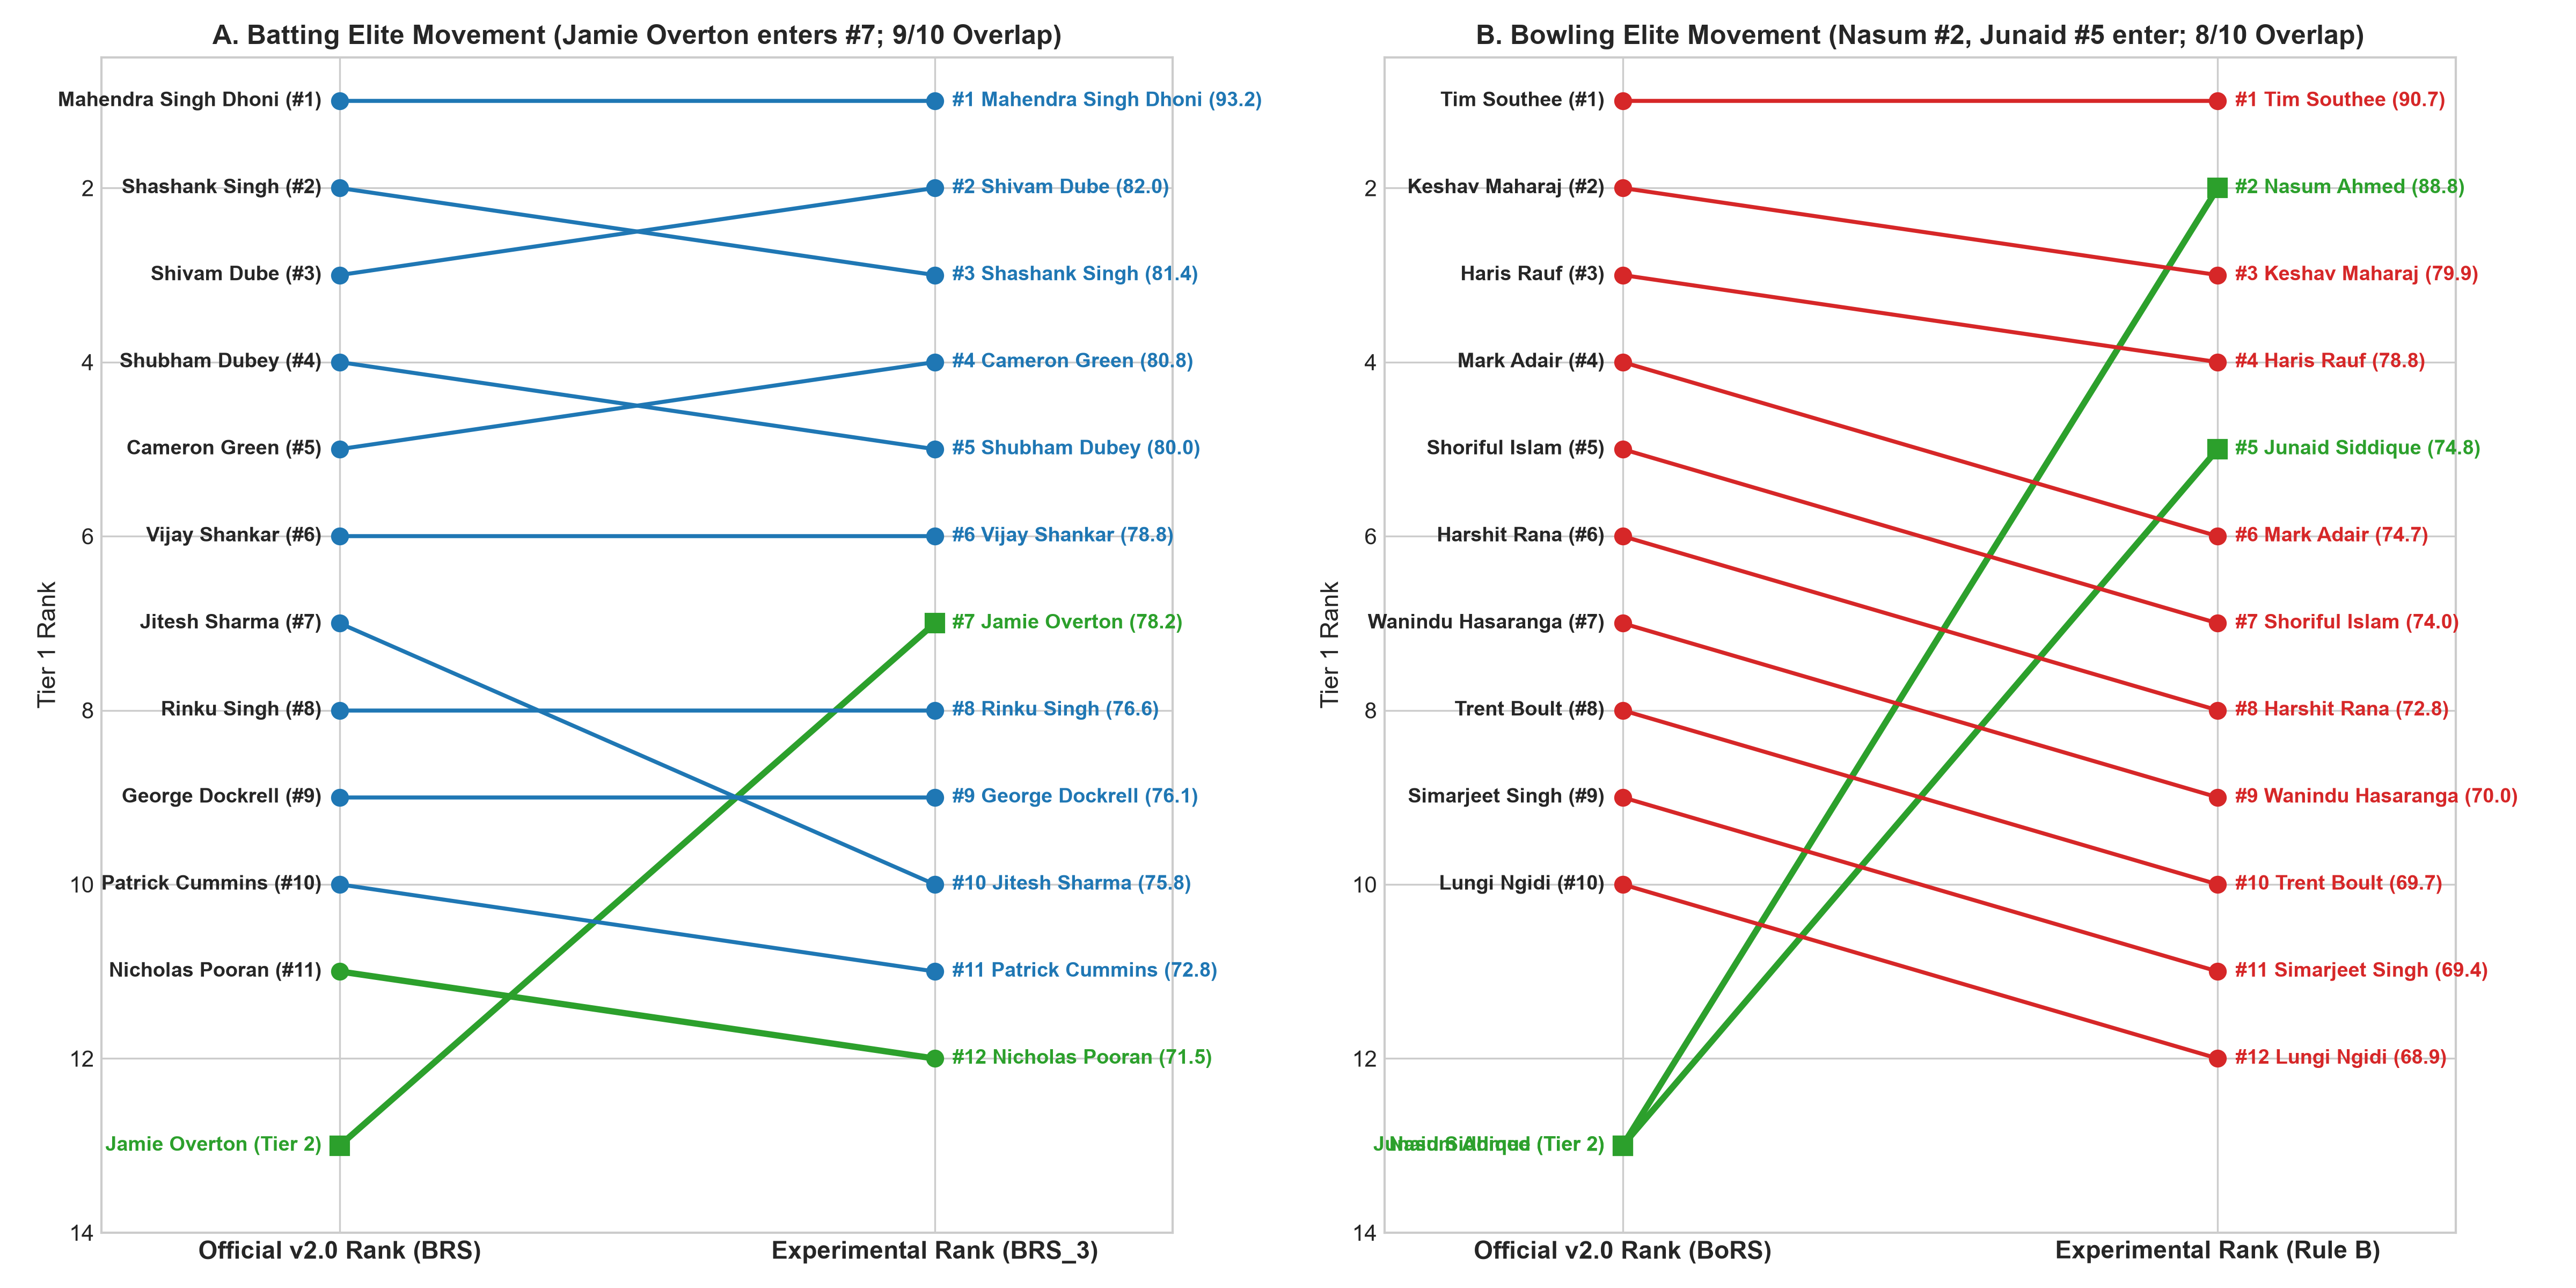 A. Batting Elite Movement (Jamie Overton enters #7; 9/10 Overlap)
Tier 1 Rank
2
4
6
8
10
12
14
Mahendra Singh Dhoni (#1)
Shashank Singh (#2)
Shivam Dube (#3)
Shubham Dubey (#4)
Cameron Green (#5)
Vijay Shankar (#6)
Jitesh Sharma (#7)
Rinku Singh (#8)
George Dockrell (#9)
Patrick Cummins (#10)
Nicholas Pooran (#11)
Jamie Overton (Tier 2)
#1 Mahendra Singh Dhoni (93.2)
#2 Shivam Dube (82.0)
#3 Shashank Singh (81.4)
#4 Cameron Green (80.8)
#5 Shubham Dubey (80.0)
#6 Vijay Shankar (78.8)
#7 Jamie Overton (78.2)
#8 Rinku Singh (76.6)
#9 George Dockrell (76.1)
#10 Jitesh Sharma (75.8)
#11 Patrick Cummins (72.8)
#12 Nicholas Pooran (71.5)
Official v2.0 Rank (BRS)
Experimental Rank (BRS_3)
B. Bowling Elite Movement (Nasum #2, Junaid #5 enter; 8/10 Overlap)
Tier 1 Rank
2
4
6
8
10
12
14
Tim Southee (#1)
Keshav Maharaj (#2)
Haris Rauf (#3)
Mark Adair (#4)
Shoriful Islam (#5)
Harshit Rana (#6)
Wanindu Hasaranga (#7)
Trent Boult (#8)
Simarjeet Singh (#9)
Lungi Ngidi (#10)
(Tier 2)
#1 Tim Southee (90.7)
#2 Nasum Ahmed (88.8)
#3 Keshav Maharaj (79.9)
#4 Haris Rauf (78.8)
#5 Junaid Siddique (74.8)
#6 Mark Adair (74.7)
#7 Shoriful Islam (74.0)
#8 Harshit Rana (72.8)
#9 Wanindu Hasaranga (70.0)
#10 Trent Boult (69.7)
#11 Simarjeet Singh (69.4)
#12 Lungi Ngidi (68.9)
Official v2.0 Rank (BoRS)
Experimental Rank (Rule B)